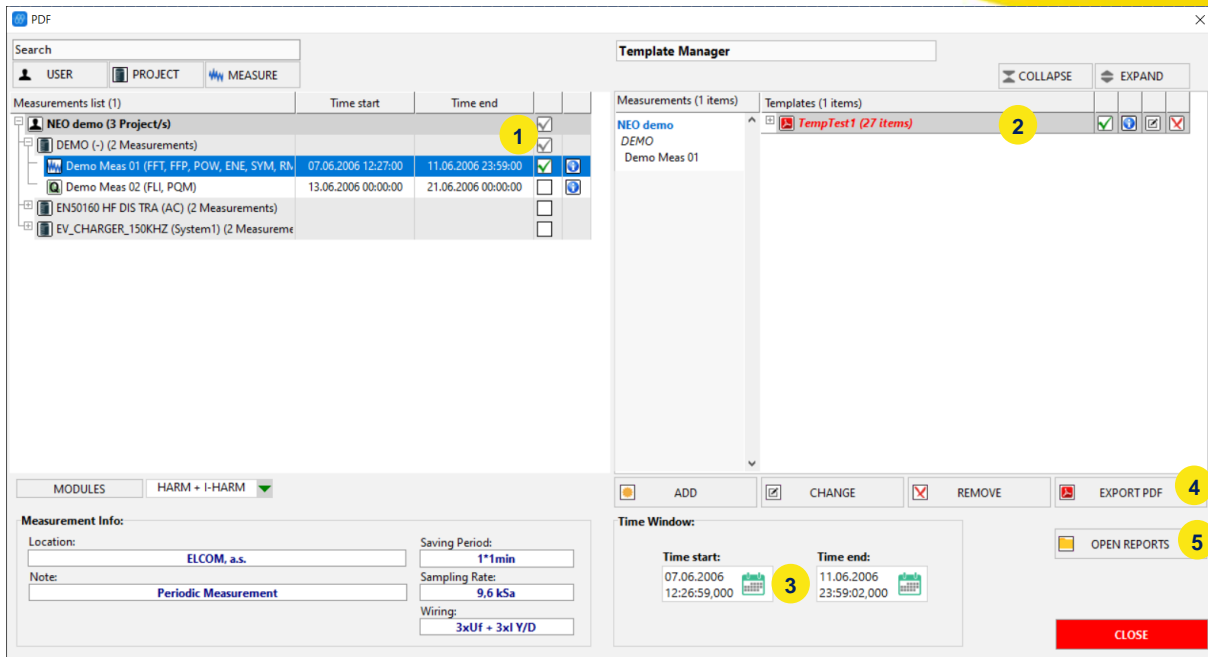 PDF
Search
USER
PROJECT
MEASURE
Template Manager
COLLAPSE
EXPAND
Measurements list (1)
Time start
Time end
NEO demo (3 Project/s)
1
DEMO (-) (2 Measurements)
Demo Meas 01 (FFT, FFP, POW, ENE, SYM, RM
07.06.2006 12:27:00
11.06.2006 23:59:00
Demo Meas 02 (FLI, PQM)
13.06.2006 00:00:00
21.06.2006 00:00:00
EN50160 HF DIS TRA (AC) (2 Measurements)
EV_CHARGER_150KHZ (System1) (2 Measureme
Measurements (1 items)
Templates (1 items)
NEO demo
DEMO
Demo Meas 01
TempTest1 (27 items)
2
MODULES
HARM + I-HARM
ADD
CHANGE
REMOVE
EXPORT PDF
4
Measurement Info:
Location:
ELCOM, a.s.
Note:
Periodic Measurement
Saving Period:
1*1min
Sampling Rate:
9,6 kSa
Wiring:
3xUf + 3xI Y/D
Time Window:
Time start:
07.06.2006
12:26:59,000
3
Time end:
11.06.2006
23:59:02,000
OPEN REPORTS
5
CLOSE